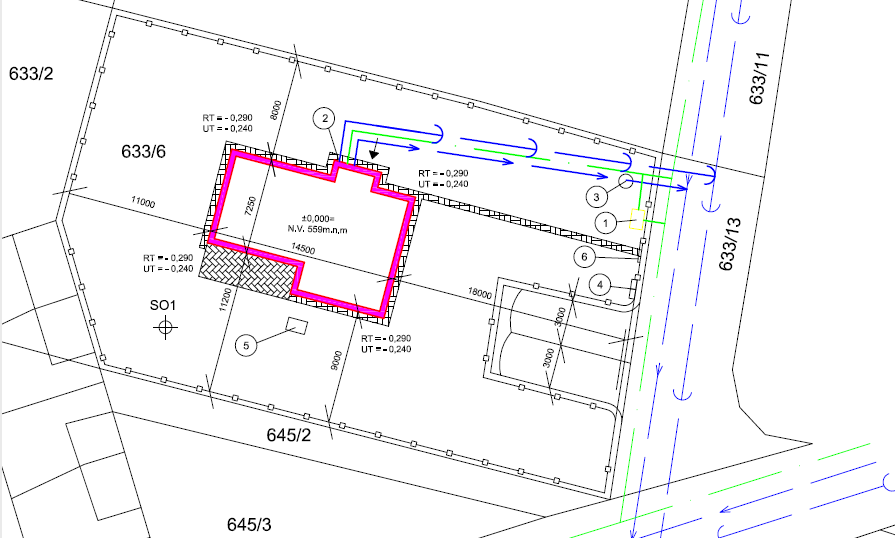 633/11
633/2
8000
RT = - 0,290
UT = - 0,240
2
633/6
RT = - 0,290
UT = - 0,240
3
11000
7250
±0,000=
N.V. 559m.n,m
1
633/13
14500
RT = - 0,290
UT = - 0,240
6
4
18000
11200
SO1
3000
5
RT = - 0,290
UT = - 0,240
9000
3000
645/2
645/3